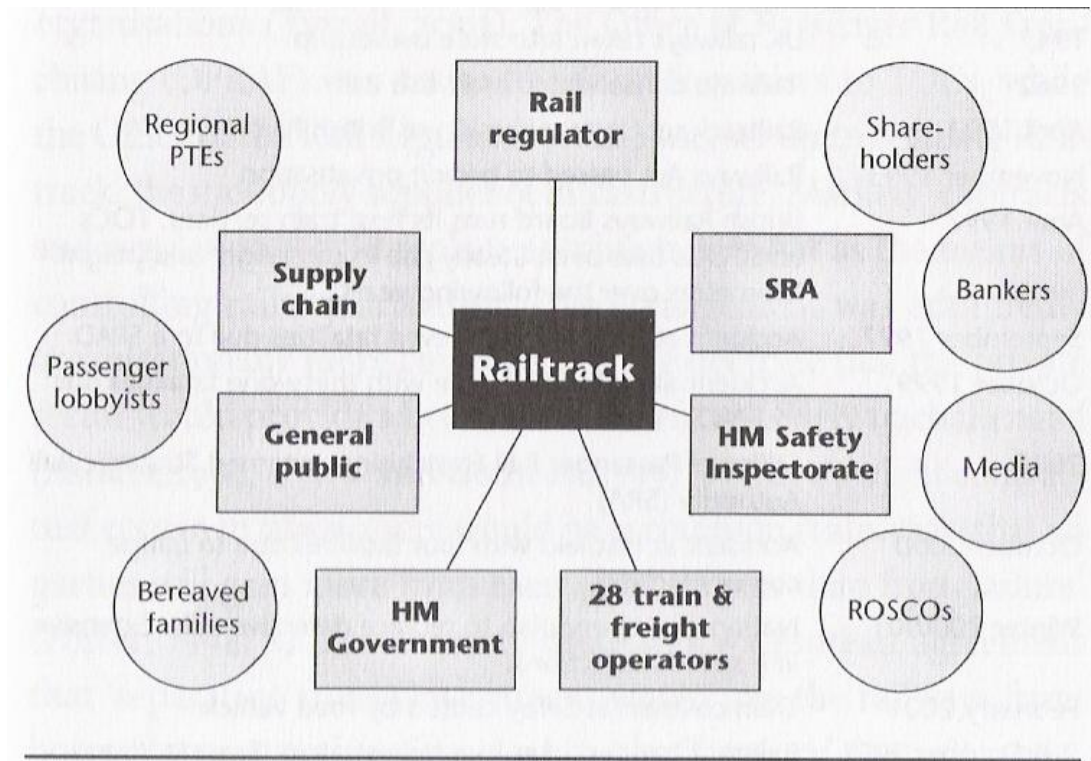 Regional
PTEs
Rail
regulator
Share-
holders
Supply
chain
SRA
Bankers
Railtrack
Passenger
lobbyists
General
public
HM Safety
Inspectorate
Media
Bereaved
families
HM
Government
28 train &
freight
operators
ROSCOs